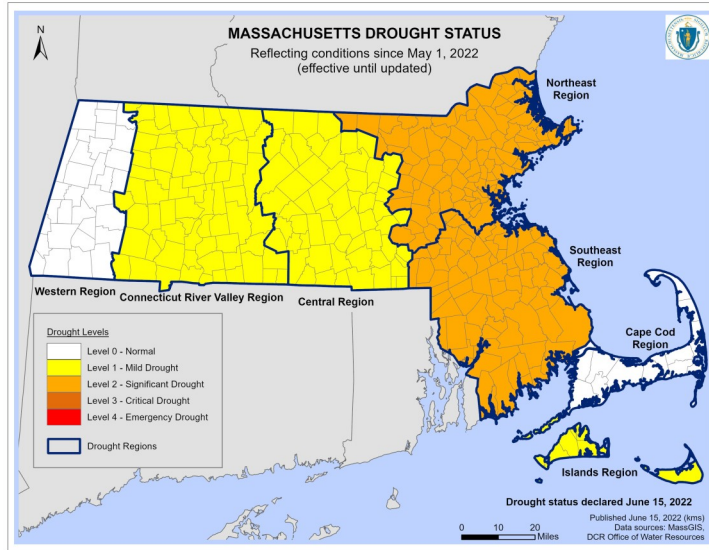 MASSACHUSETTS DROUGHT STATUS
Reflecting conditions since May 1, 2022
(effective until updated)
N
Northeast
Region
Southeast
Region
Western Region
Connecticut River Valley Region
Central Region
Cape Cod
Region
Drought Levels
Level 0 - Normal
Level 1 - Mild Drought
Level 2 - Significant Drought
Level 3 - Critical Drought
Level 4 - Emergency Drought
Drought Regions
Islands Region
Drought status declared June 15, 2022
Published June 15, 2022 (kms)
Data sources: MassGIS,
DCR Office of Water Resources
0 10 20
Miles